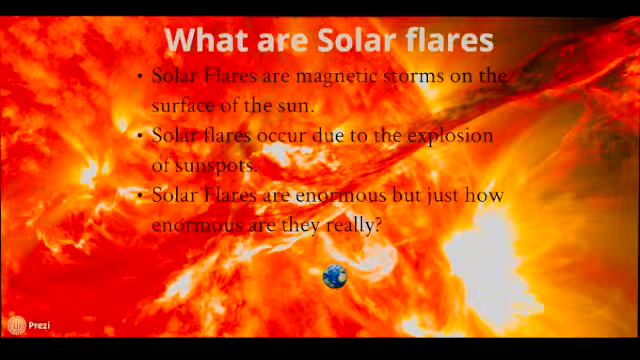 What are Solar flares
• Solar Flares are magnetic storms on the
surface of the sun.
• Solar flares occur due to the explosion
of sunspots.
• Solar Flares are enormous but just how
enormous are they really?
Prezi